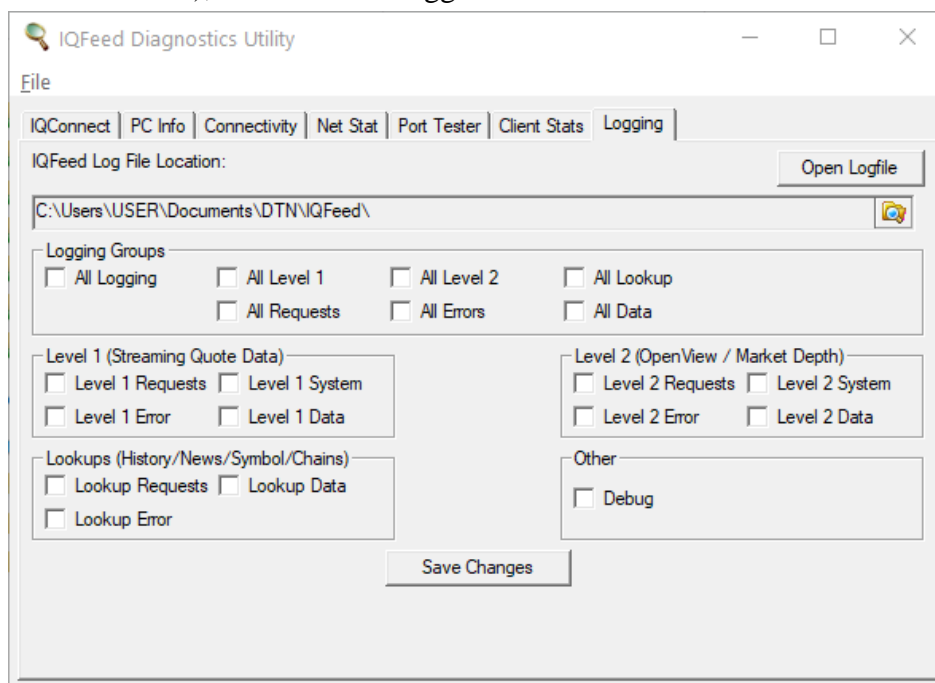 IQFeed Diagnostics Utility
File
IQConnect PC Info Connectivity Net Stat Port Tester Client Stats Logging
IQFeed Log File Location:
Open Logfile
C:\Users\USER\Documents\DTN\IQFeed\
Logging Groups
All Logging All Level 1 All Level 2 All Lookup
All Requests All Errors All Data
Level 1 (Streaming Quote Data)
Level 1 Requests Level 1 System
Level 1 Error Level 1 Data
Level 2 (OpenView / Market Depth)
Level 2 Requests Level 2 System
Level 2 Error Level 2 Data
Lookups (History/News/Symbol/Chains)
Lookup Requests Lookup Data
Lookup Error
Other
Debug
Save Changes